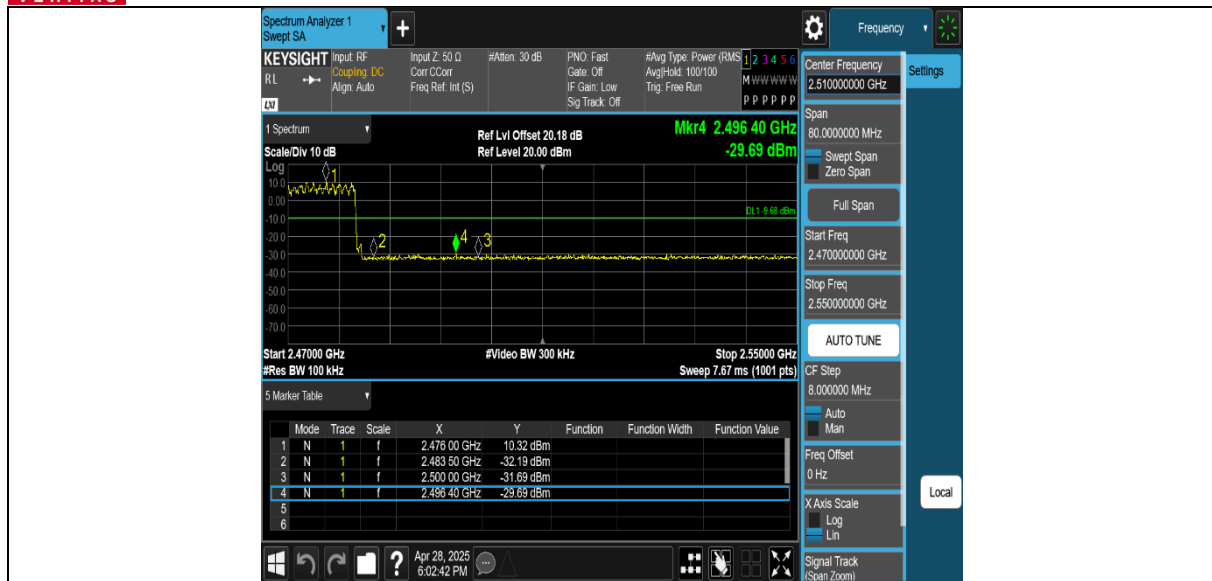 VERITAS
Spectrum Analyzer 1
Swept SA
+
Frequency
KEYSIGHT
RL
LXI
Input: RF
Coupling: DC
Align: Auto
Input Z: 50 Ω
Corr CCorr
Freq Ref: Int (S)
#Atten: 30 dB
PNO: Fast
Gate: Off
IF Gain: Low
Sig Track: Off
#Avg Type: Power (RMS
Avg|Hold: 100/100
Trig: Free Run
1 2 3 4 5 6
M W W W W W
P P P P P P
Center Frequency
2.510000000 GHz
Settings
1 Spectrum
Scale/Div 10 dB
Ref Lvl Offset 20.18 dB
Ref Level 20.00 dBm
Mkr4 2.496 40 GHz
-29.69 dBm
Span
80.0000000 MHz
Swept Span
Zero Span
Full Span
Log
10.0
0.00
-10.0
-20.0
-30.0
-40.0
-50.0
-60.0
-70.0
1
2
4
3
DL1 -9.68 dBm
Start Freq
2.470000000 GHz
Stop Freq
2.550000000 GHz
AUTO TUNE
Start 2.47000 GHz
#Res BW 100 kHz
#Video BW 300 kHz
Stop 2.55000 GHz
Sweep 7.67 ms (1001 pts)
CF Step
8.000000 MHz
Auto
Man
5 Marker Table
Mode Trace Scale X Y Function Function Width Function Value
1 N 1 f 2.476 00 GHz 10.32 dBm
2 N 1 f 2.483 50 GHz -32.19 dBm
3 N 1 f 2.500 00 GHz -31.69 dBm
4 N 1 f 2.496 40 GHz -29.69 dBm
5
6
Freq Offset
0 Hz
X Axis Scale
Log
Lin
Local
Signal Track
(Span Zoom)
?
Apr 28, 2025
6:02:42 PM